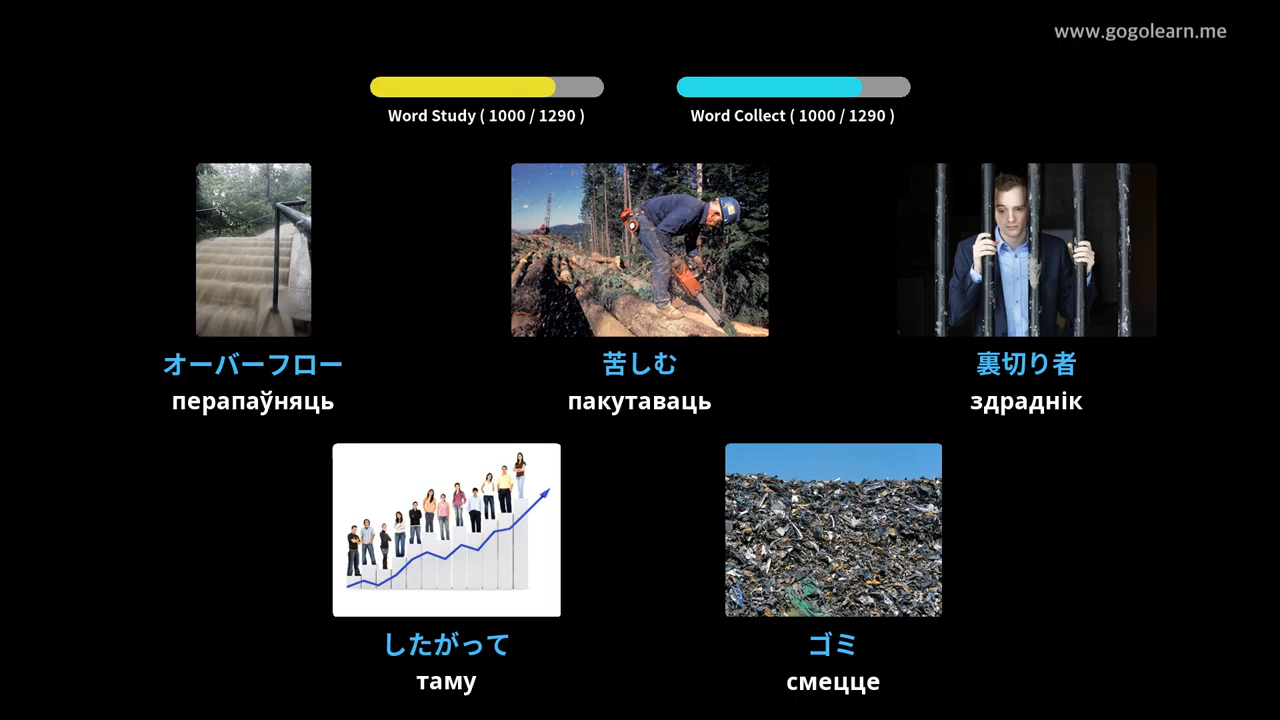 www.gogolearn.me
Word Study ( 1000 / 1290 )
Word Collect ( 1000 / 1290 )
オーバーフロー
перапаўняць
苦しむ
пакутаваць
裏切り者
здраднік
したがって
таму
ゴミ
смецце